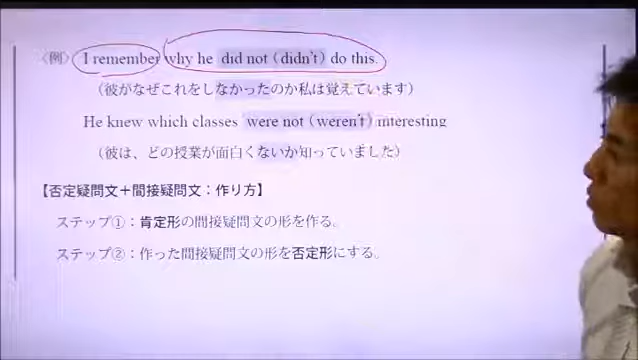 〈例〉 I remember why he did not (didn't) do this.
（彼がなぜこれをしなかったのか私は覚えています）
He knew which classes were not (weren't) interesting
（彼は、どの授業が面白くないか知っていました）
【否定疑問文＋間接疑問文：作り方】
ステップ①：肯定形の間接疑問文の形を作る。
ステップ②：作った間接疑問文の形を否定形にする。